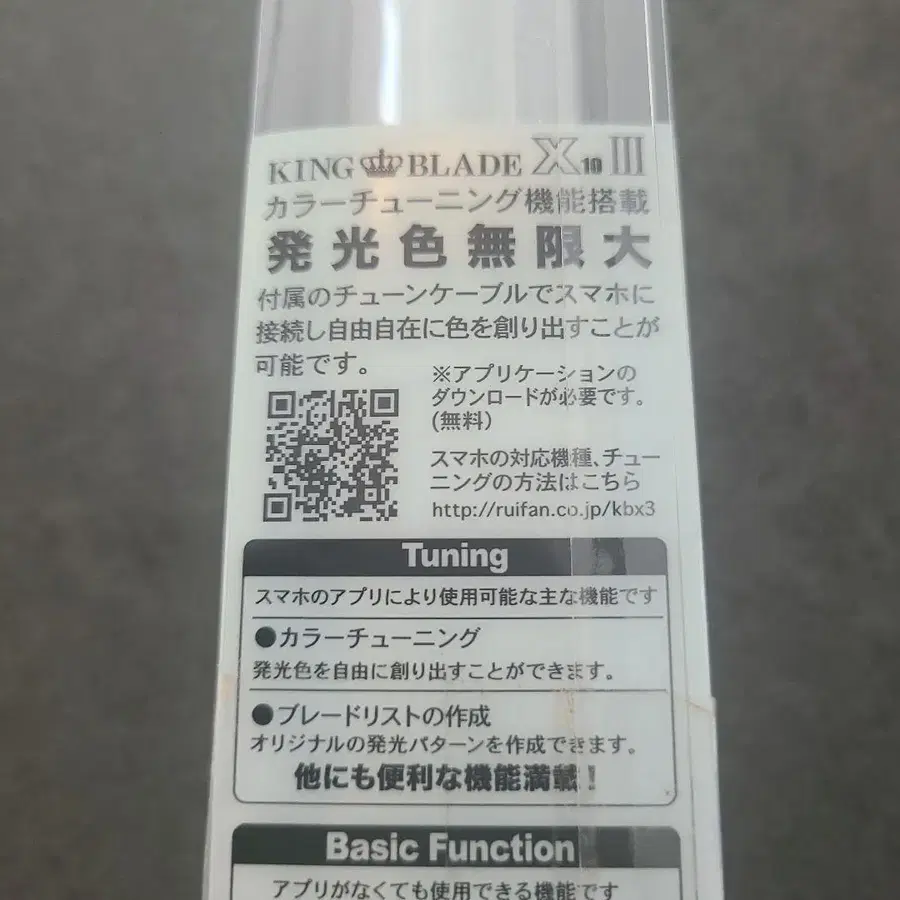 KING BLADE X10 III
カラーチューニング機能搭載
発光色無限大
付属のチューンケーブルでスマホに
接続し自由自在に色を創り出すことが
可能です。
※アプリケーションの
ダウンロードが必要です。
(無料)
スマホの対応機種、チュー
ニングの方法はこちら
http://ruifan.co.jp/kbx3
Tuning
スマホのアプリにより使用可能な主な機能です
●カラーチューニング
発光色を自由に創り出すことができます。
●ブレードリストの作成
オリジナルの発光パターンを作成できます。
他にも便利な機能満載!
Basic Function
アプリがなくても使用できる機能です